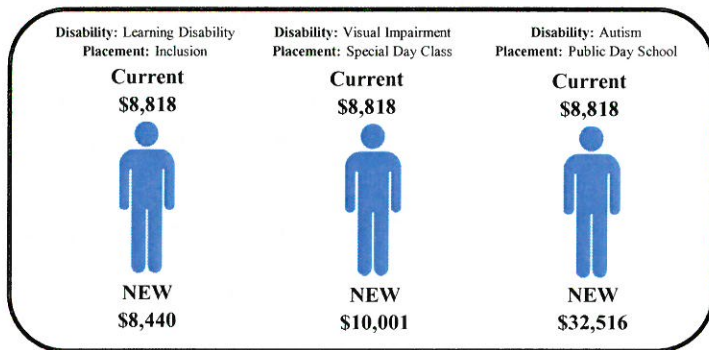 Disability: Learning Disability
Placement: Inclusion
Current
$8,818
NEW
$8,440
Disability: Visual Impairment
Placement: Special Day Class
Current
$8,818
NEW
$10,001
Disability: Autism
Placement: Public Day School
Current
$8,818
NEW
$32,516